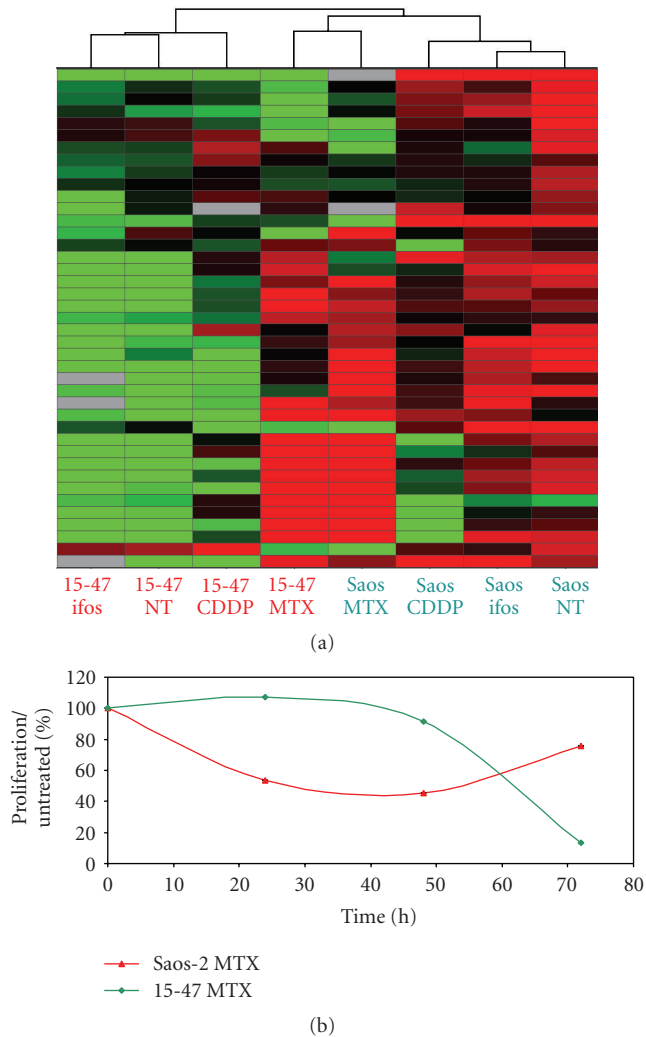 15-47 15-47 15-47 15-47 Saos Saos Saos Saos
ifos NT CDDP MTX MTX CDDP ifos NT
(a)
120
100
80
60
40
20
0
Proliferation/
untreated (%)
0 10 20 30 40 50 60 70 80
Time (h)
Saos-2 MTX
15-47 MTX
(b)